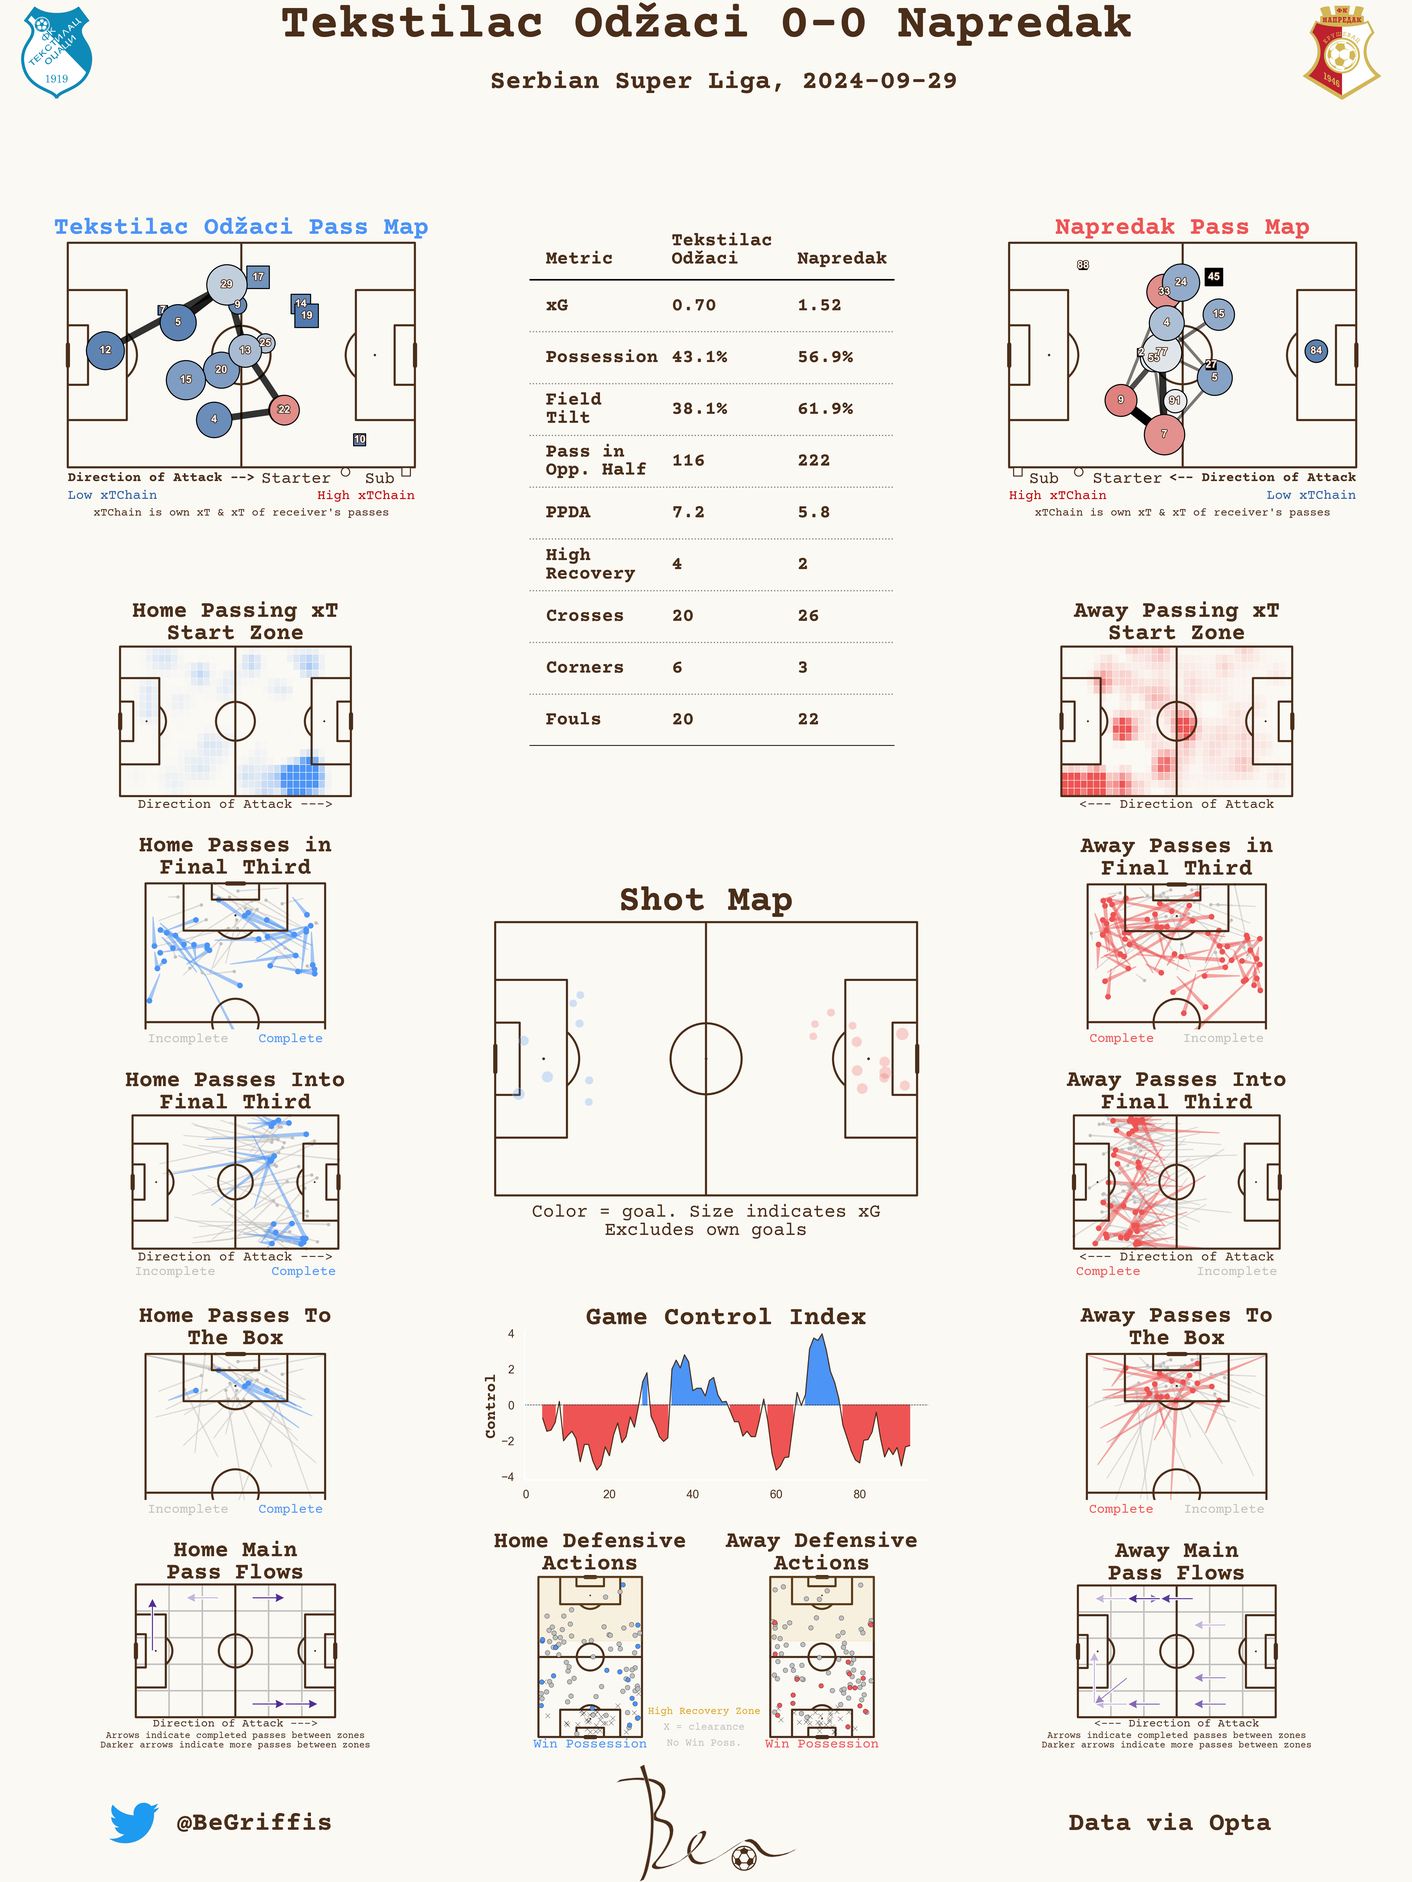 Tekstilac Odžaci 0-0 Napredak
Serbian Super Liga, 2024-09-29
ФК
ТЕКСТИЛАЦ
ОЏАЦИ
1919
ФК
НАПРЕДАК
КРУШЕВАЦ
1946
Tekstilac Odžaci Pass Map
29
17
7
9
14
19
5
12
13
25
20
15
22
4
10
Direction of Attack --> Starter Sub
Low xTChain High xTChain
xTChain is own xT & xT of receiver's passes
Metric Tekstilac Odžaci Napredak
xG 0.70 1.52
Possession 43.1% 56.9%
Field Tilt 38.1% 61.9%
Pass in Opp. Half 116 222
PPDA 7.2 5.8
High Recovery 4 2
Crosses 20 26
Corners 6 3
Fouls 20 22
Napredak Pass Map
88
45
24
33
15
4
2
55
77
84
27
5
9
91
7
Sub Starter <-- Direction of Attack
High xTChain Low xTChain
xTChain is own xT & xT of receiver's passes
Home Passing xT
Start Zone
Direction of Attack --->
Away Passing xT
Start Zone
<--- Direction of Attack
Home Passes in
Final Third
Incomplete Complete
Away Passes in
Final Third
Complete Incomplete
Shot Map
Color = goal. Size indicates xG
Excludes own goals
Home Passes Into
Final Third
Direction of Attack --->
Incomplete Complete
Away Passes Into
Final Third
<--- Direction of Attack
Complete Incomplete
Home Passes To
The Box
Incomplete Complete
Game Control Index
Control
4
2
0
−2
−4
0 20 40 60 80
Away Passes To
The Box
Complete Incomplete
Home Main
Pass Flows
Direction of Attack --->
Arrows indicate completed passes between zones
Darker arrows indicate more passes between zones
Home Defensive
Actions
Win Possession
High Recovery Zone
X = clearance
No Win Poss.
Away Defensive
Actions
Win Possession
Away Main
Pass Flows
<--- Direction of Attack
Arrows indicate completed passes between zones
Darker arrows indicate more passes between zones
@BeGriffis
Ben
Data via Opta